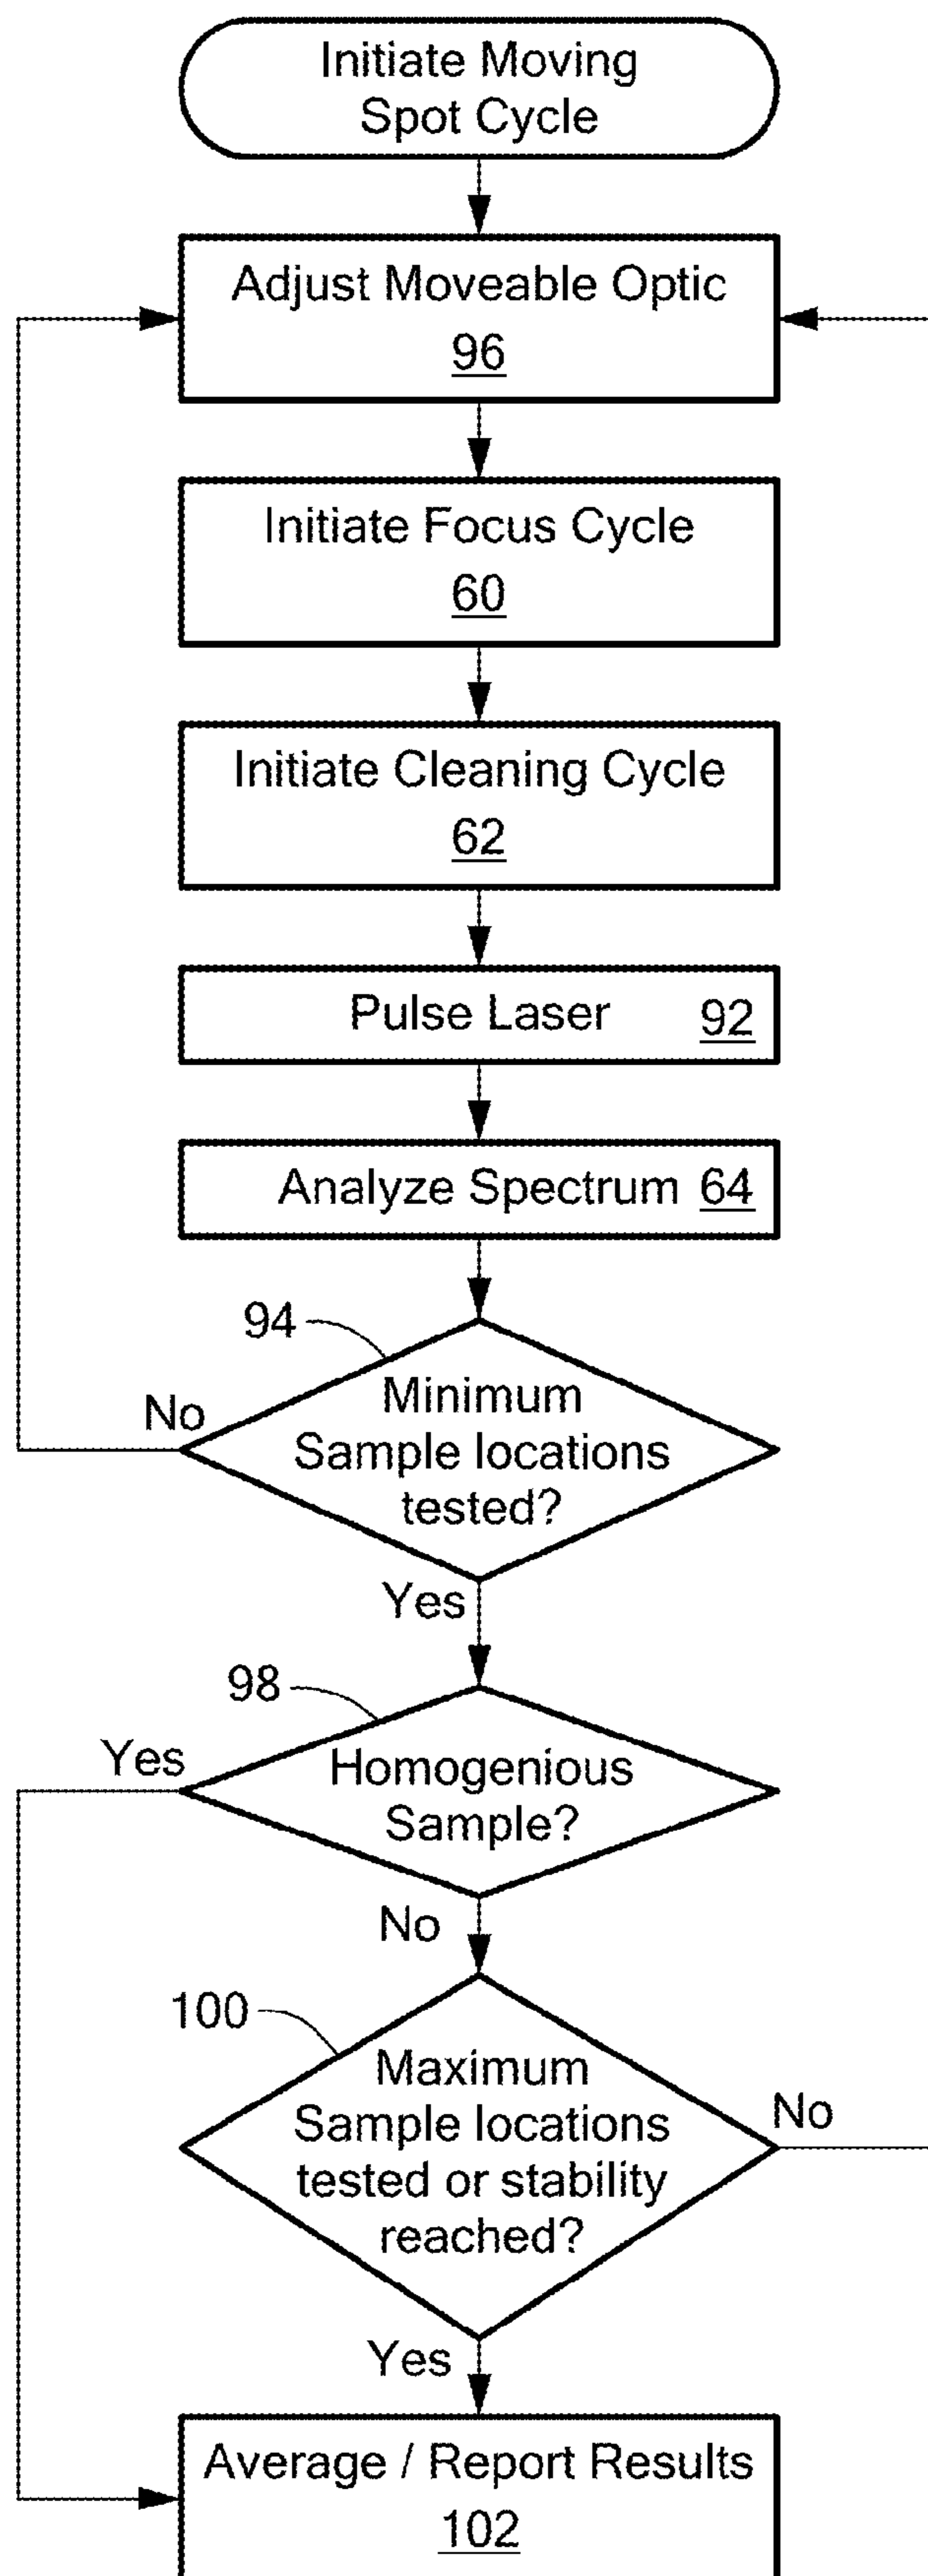 Initiate Moving
Spot Cycle
Adjust Moveable Optic
96
Initiate Focus Cycle
60
Initiate Cleaning Cycle
62
Pulse Laser 92
Analyze Spectrum 64
94
No
Minimum
Sample locations
tested?
Yes
98
Yes
Homogenious
Sample?
No
100
Maximum
Sample locations
tested or stability
reached?
No
Yes
Average / Report Results
102